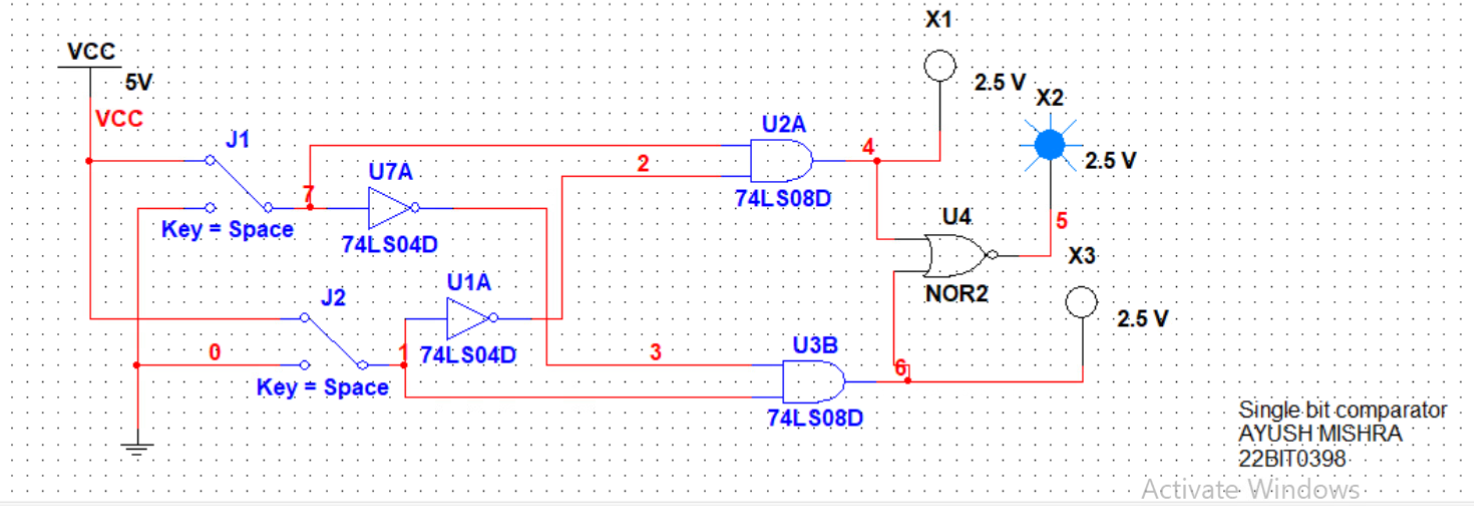 X1
VCC
5V
2.5 V
X2
VCC
J1
U2A
4
2
2.5 V
U7A
7
74LS08D
Key = Space
74LS04D
U4
5
X3
U1A
J2
NOR2
2.5 V
0
1
74LS04D
3
U3B
6
Key = Space
74LS08D
Single bit comparator
AYUSH MISHRA
22BIT0398
Activate Windows